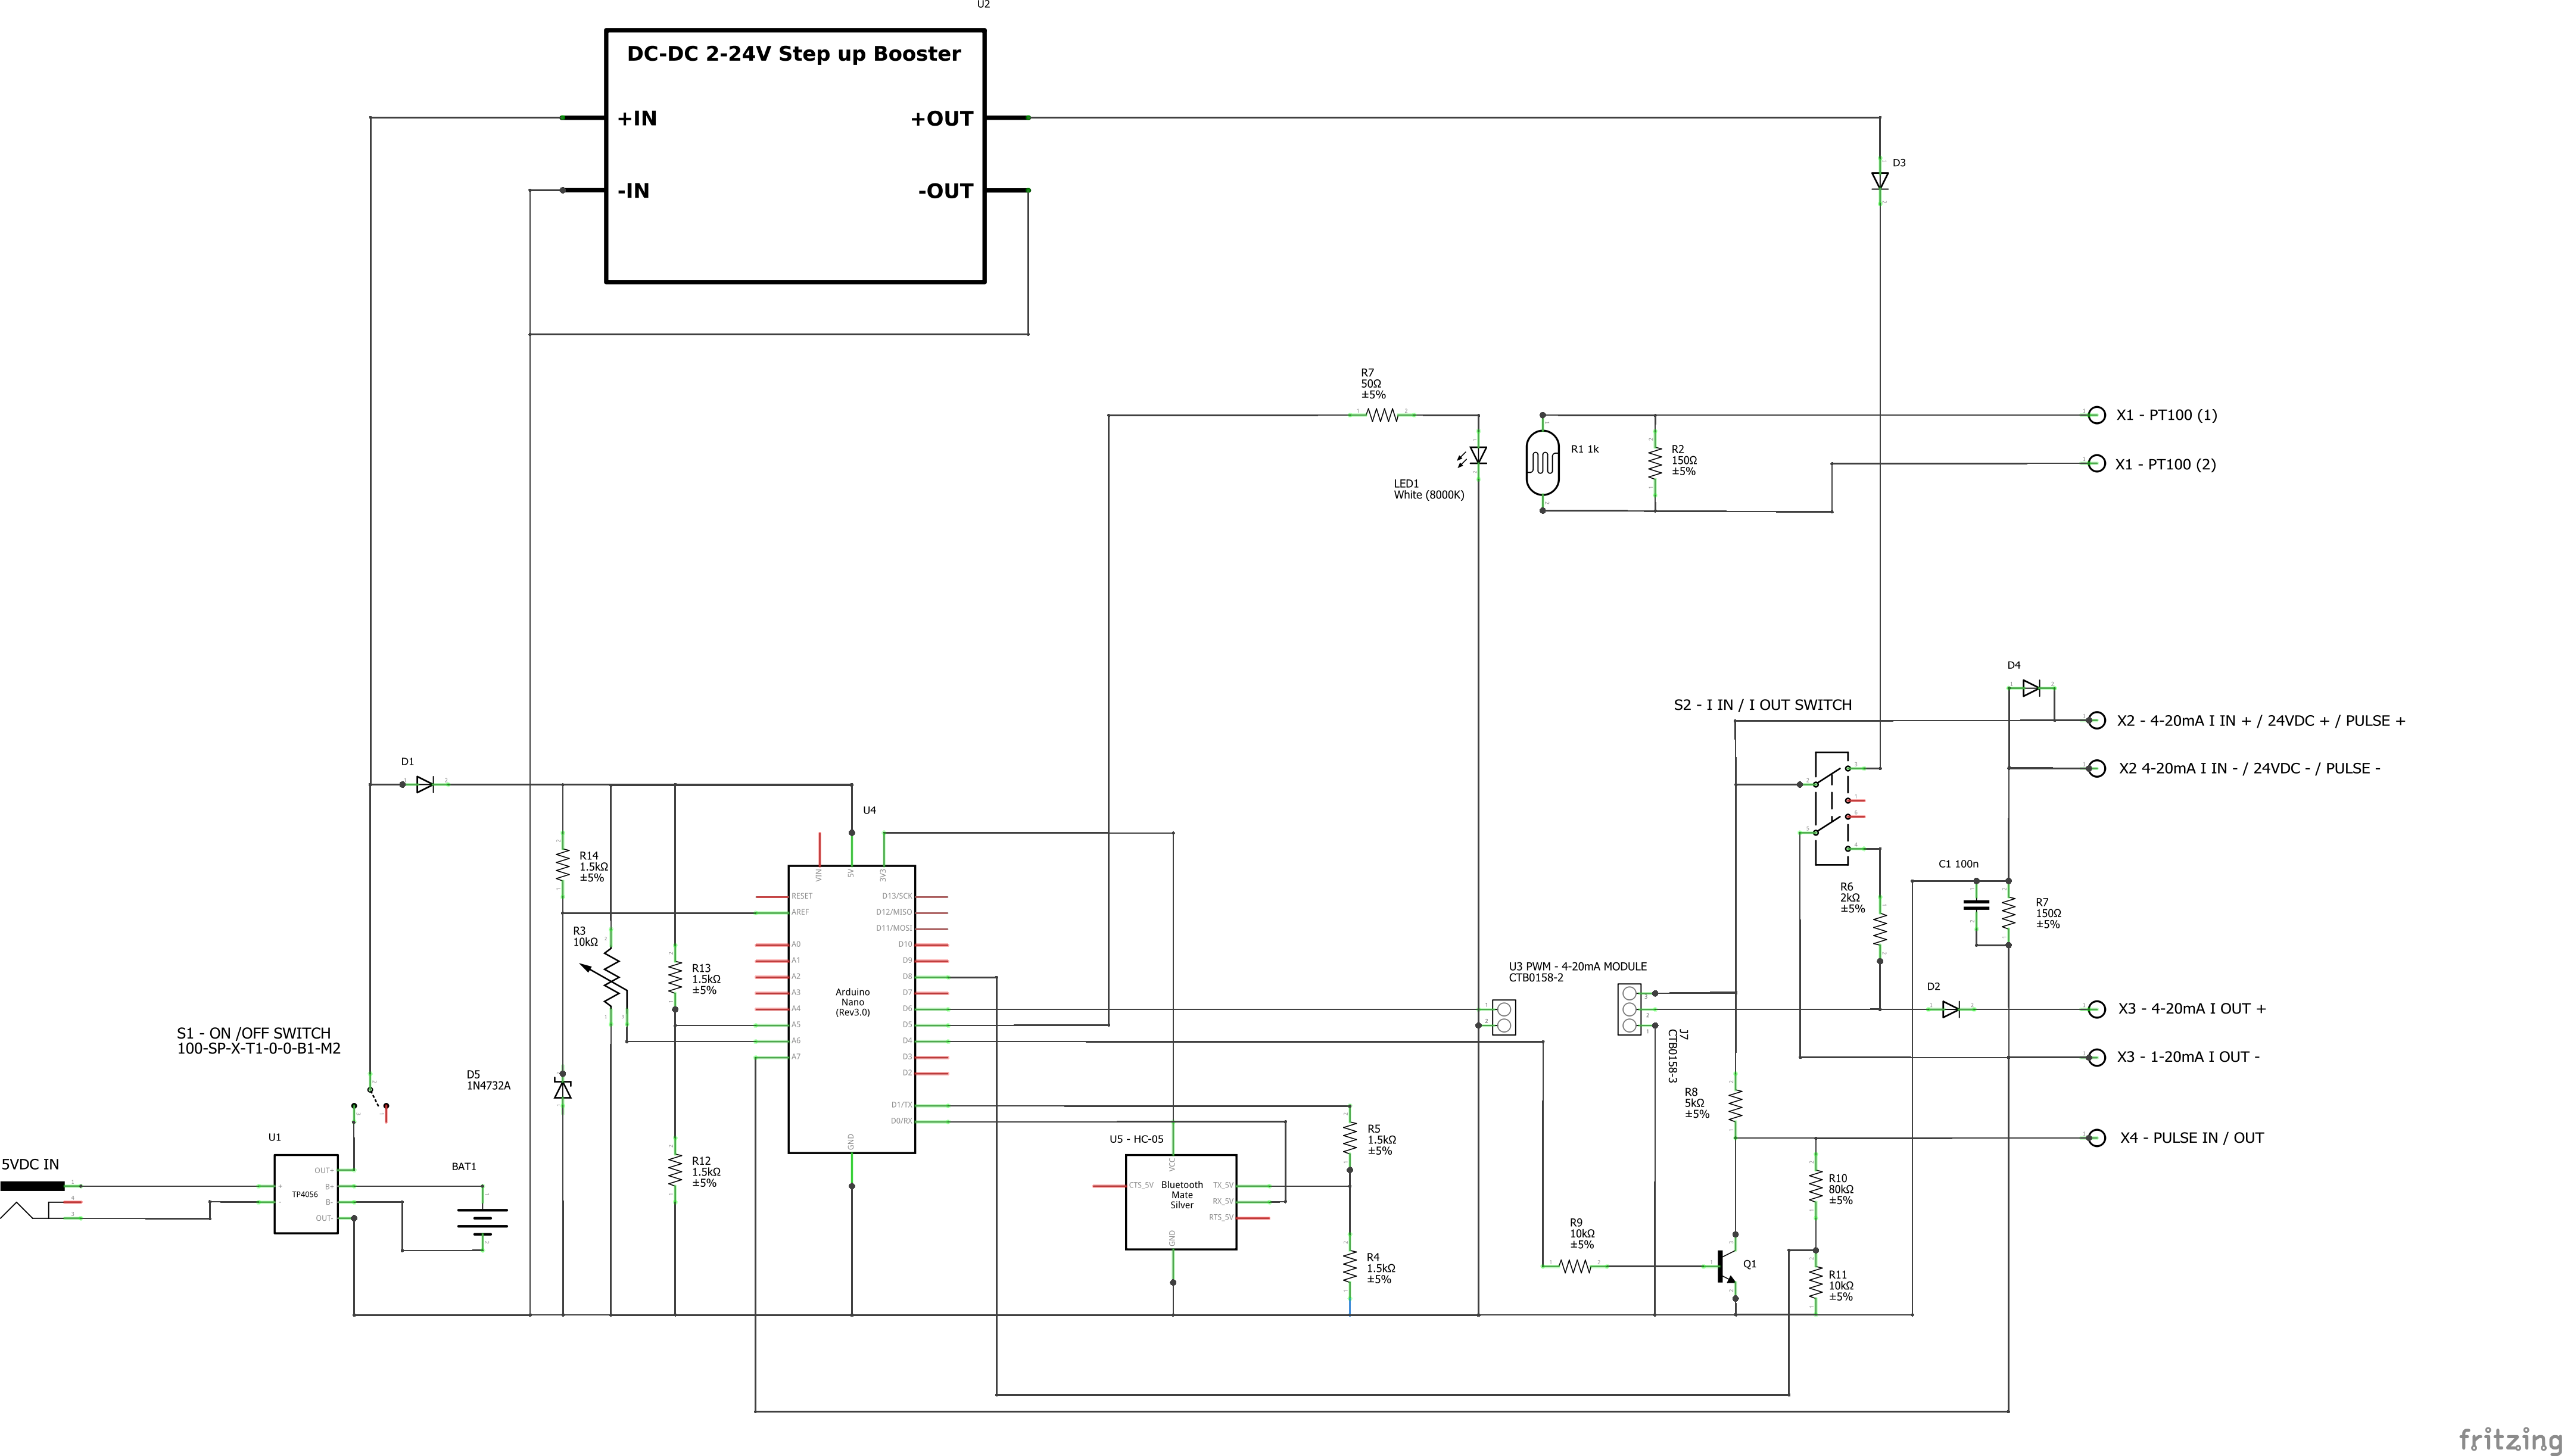 U2
DC-DC 2-24V Step up Booster
+IN
+OUT
-IN
-OUT
D3
R7
50Ω
±5%
LED1
White (8000K)
R1 1k
R2
150Ω
±5%
X1 - PT100 (1)
X1 - PT100 (2)
D4
S2 - I IN / I OUT SWITCH
X2 - 4-20mA I IN + / 24VDC + / PULSE +
X2 4-20mA I IN - / 24VDC - / PULSE -
D1
U4
R14
1.5kΩ
±5%
R3
10kΩ
R13
1.5kΩ
±5%
R12
1.5kΩ
±5%
D5
1N4732A
VIN
5V
3V3
RESET
AREF
A0
A1
A2
A3
A4
A5
A6
A7
D13/SCK
D12/MISO
D11/MOSI
D10
D9
D8
D7
D6
D5
D4
D3
D2
D1/TX
D0/RX
GND
Arduino
Nano
(Rev3.0)
S1 - ON /OFF SWITCH
100-SP-X-T1-0-0-B1-M2
5VDC IN
U1
TP4056
+
-
OUT+
B+
B-
OUT-
BAT1
U5 - HC-05
VCC
CTS_5V
Bluetooth
Mate
Silver
TX_5V
RX_5V
RTS_5V
GND
R5
1.5kΩ
±5%
R4
1.5kΩ
±5%
U3 PWM - 4-20mA MODULE
CTB0158-2
J7
CTB0158-3
R6
2kΩ
±5%
C1 100n
R7
150Ω
±5%
D2
X3 - 4-20mA I OUT +
X3 - 1-20mA I OUT -
R8
5kΩ
±5%
X4 - PULSE IN / OUT
R9
10kΩ
±5%
Q1
R10
80kΩ
±5%
R11
10kΩ
±5%
fritzing